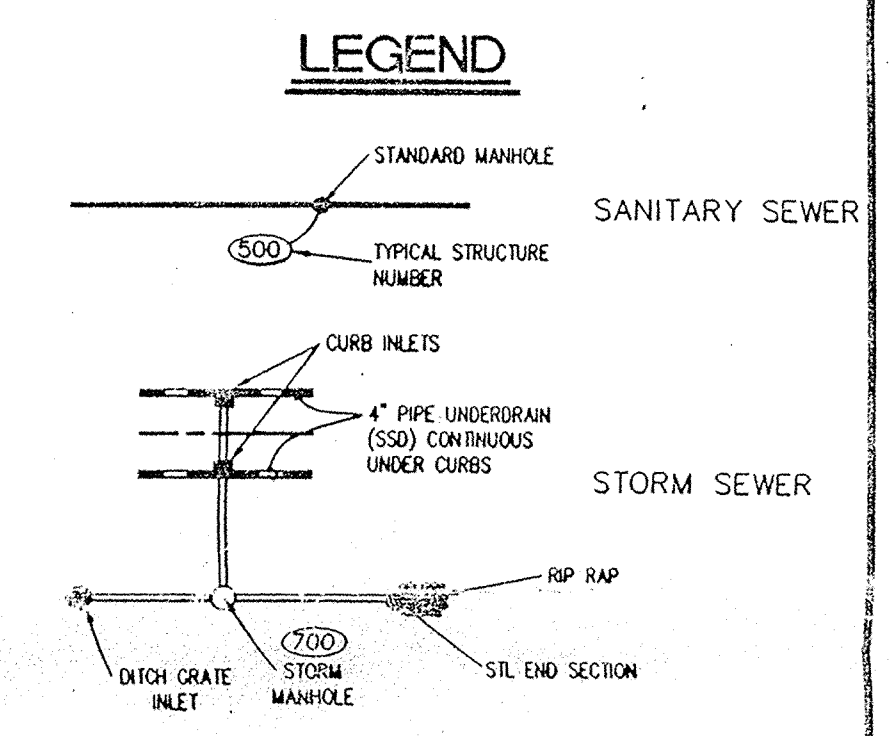 LEGEND
STANDARD MANHOLE
SANITARY SEWER
500
TYPICAL STRUCTURE
NUMBER
CURB INLETS
4" PIPE UNDERDRAIN
(SSD) CONTINUOUS
UNDER CURBS
STORM SEWER
RIP RAP
700
STORM
MANHOLE
DITCH GRATE
INLET
STL END SECTION